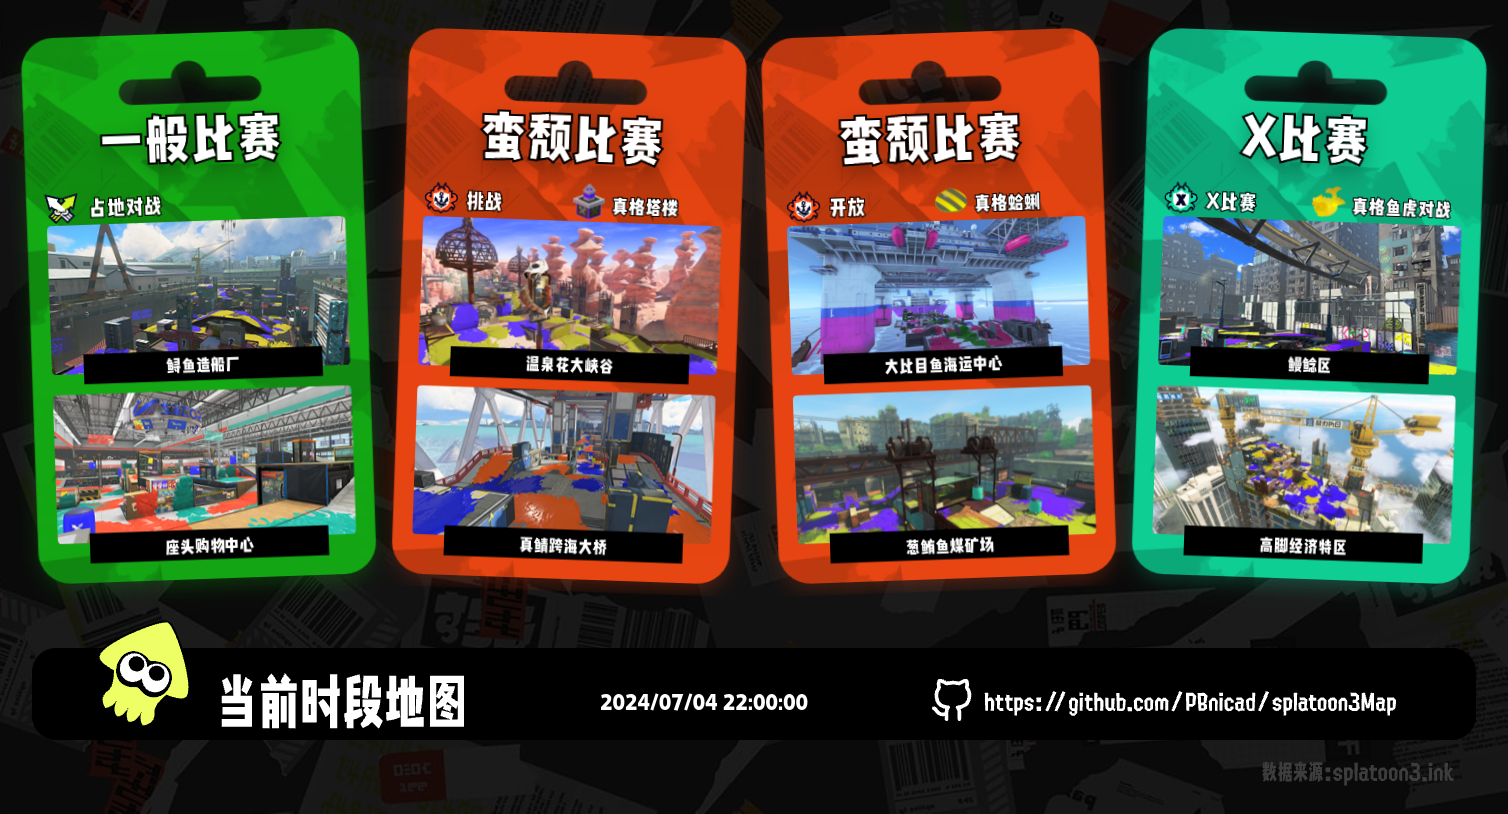 一般比赛
占地对战
鲟鱼造船厂
座头购物中心
蛮颓比赛
挑战
真格塔楼
温泉花大峡谷
真鲭跨海大桥
蛮颓比赛
开放
真格蛤蜊
大比目鱼海运中心
葱鲔鱼煤矿场
X比赛
X比赛
真格鱼虎对战
鳗鲶区
高脚经济特区
当前时段地图
2024/07/04 22:00:00
https://github.com/PBnicad/splatoon3Map
数据来源:splatoon3.ink